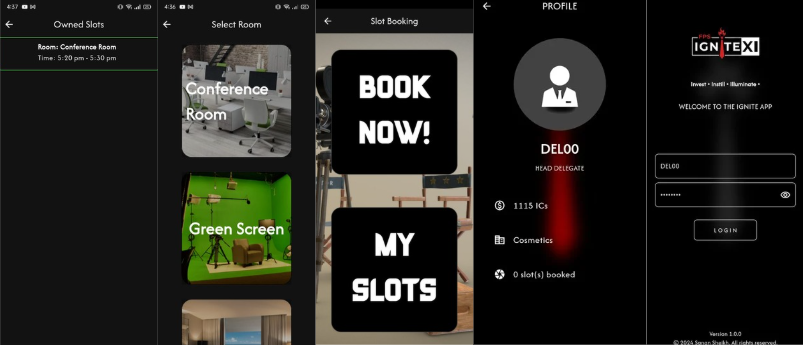 4:37
Owned Slots
Room: Conference Room
Time: 5:20 pm - 5:30 pm
4:36
Select Room
Conference
Room
Green Screen
Slot Booking
BOOK
NOW!
MY
SLOTS
PROFILE
DEL00
HEAD DELEGATE
1115 ICs
Cosmetics
0 slot(s) booked
FPS
IGNITE XI
Invest • Instill • Illuminate •
WELCOME TO THE IGNITE APP
DEL00
••••••••
LOGIN
Version 1.0.0
© 2024 Sanan Sheikh. All rights reserved.